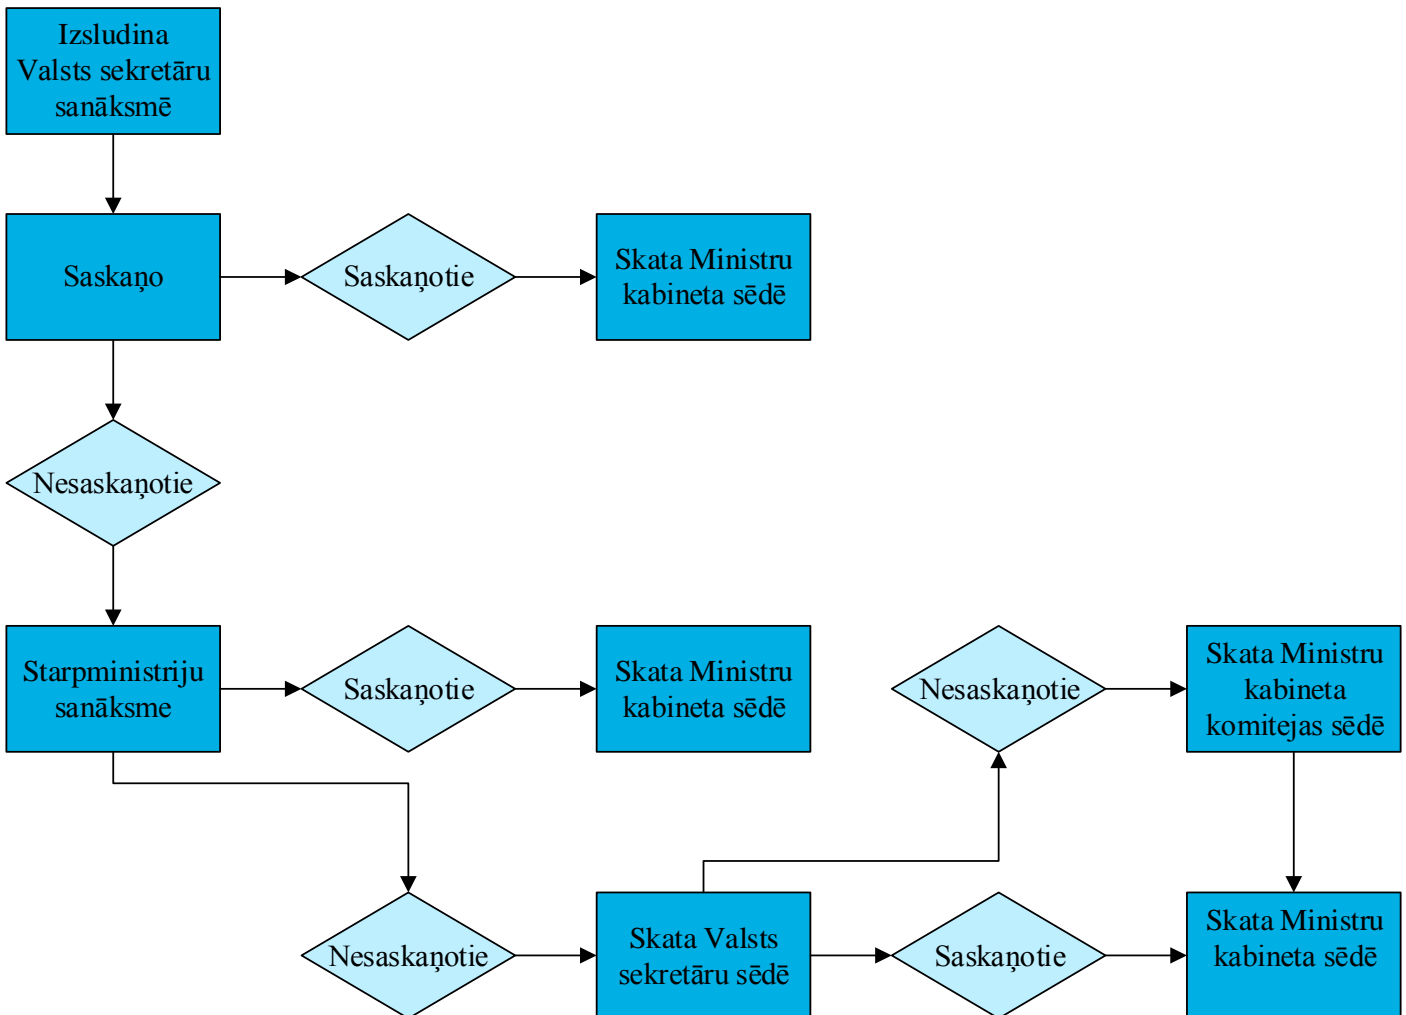 Izsludina
Valsts sekretāru
sanāksmē
Saskaņo
Saskaņotie
Skata Ministru
kabineta sēdē
Nesaskaņotie
Starpministriju
sanāksme
Saskaņotie
Skata Ministru
kabineta sēdē
Nesaskaņotie
Skata Ministru
kabineta
komitejas sēdē
Nesaskaņotie
Skata Valsts
sekretāru sēdē
Saskaņotie
Skata Ministru
kabineta sēdē